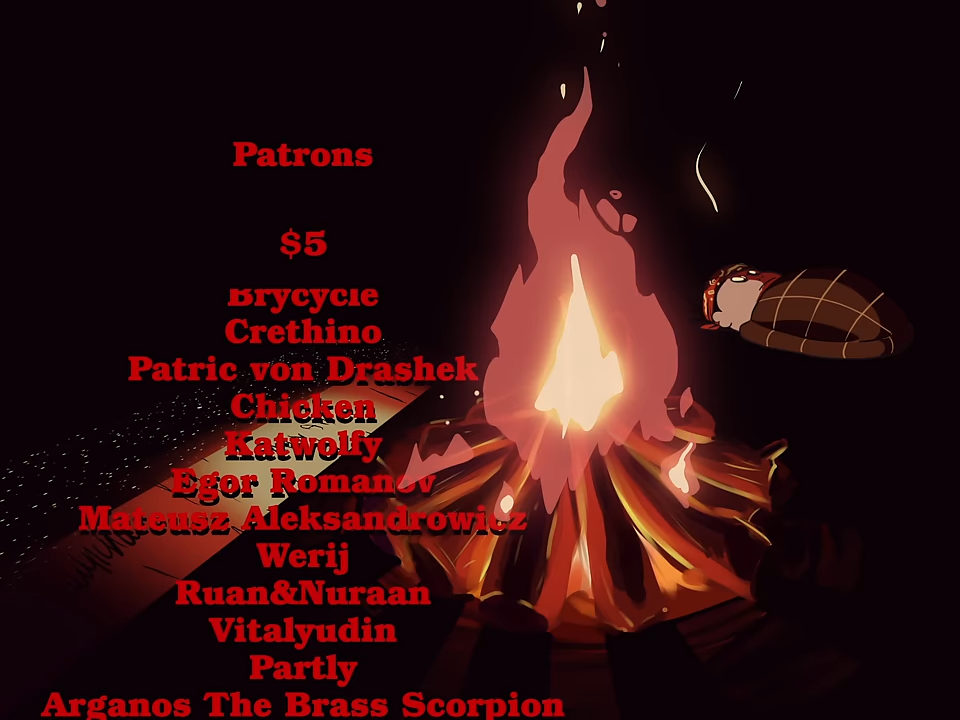 Patrons
$5
Brycycle
Crethino
Patric von Drashek
Chicken
Katwolfy
Egor Romanov
Mateusz Aleksandrowicz
Werij
Ruan&Nuraan
Vitalyudin
Partly
Arganos The Brass Scorpion